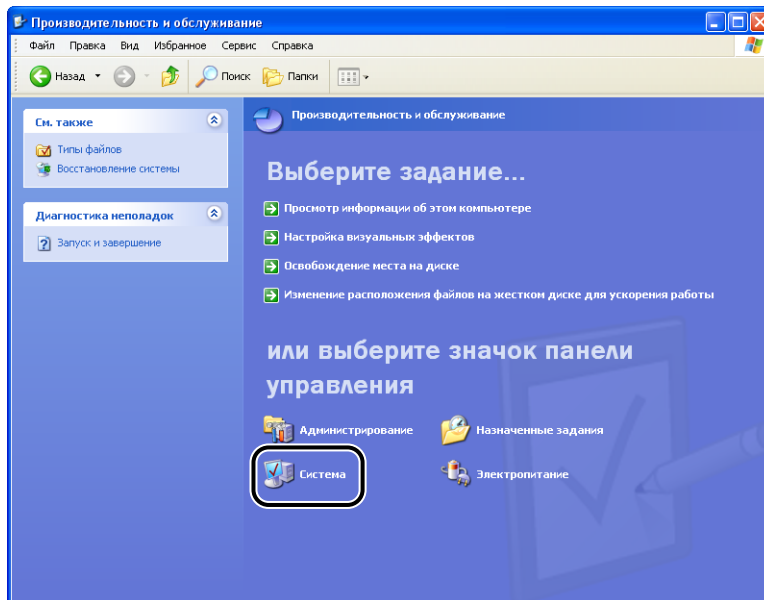 Производительность и обслуживание
Файл Правка Вид Избранное Сервис Справка
Назад Поиск Папки
См. также
Типы файлов
Восстановление системы
Диагностика неполадок
Запуск и завершение
Производительность и обслуживание
Выберите задание...
Просмотр информации об этом компьютере
Настройка визуальных эффектов
Освобождение места на диске
Изменение расположения файлов на жестком диске для ускорения работы
или выберите значок панели
управления
Администрирование
Назначенные задания
Система
Электропитание